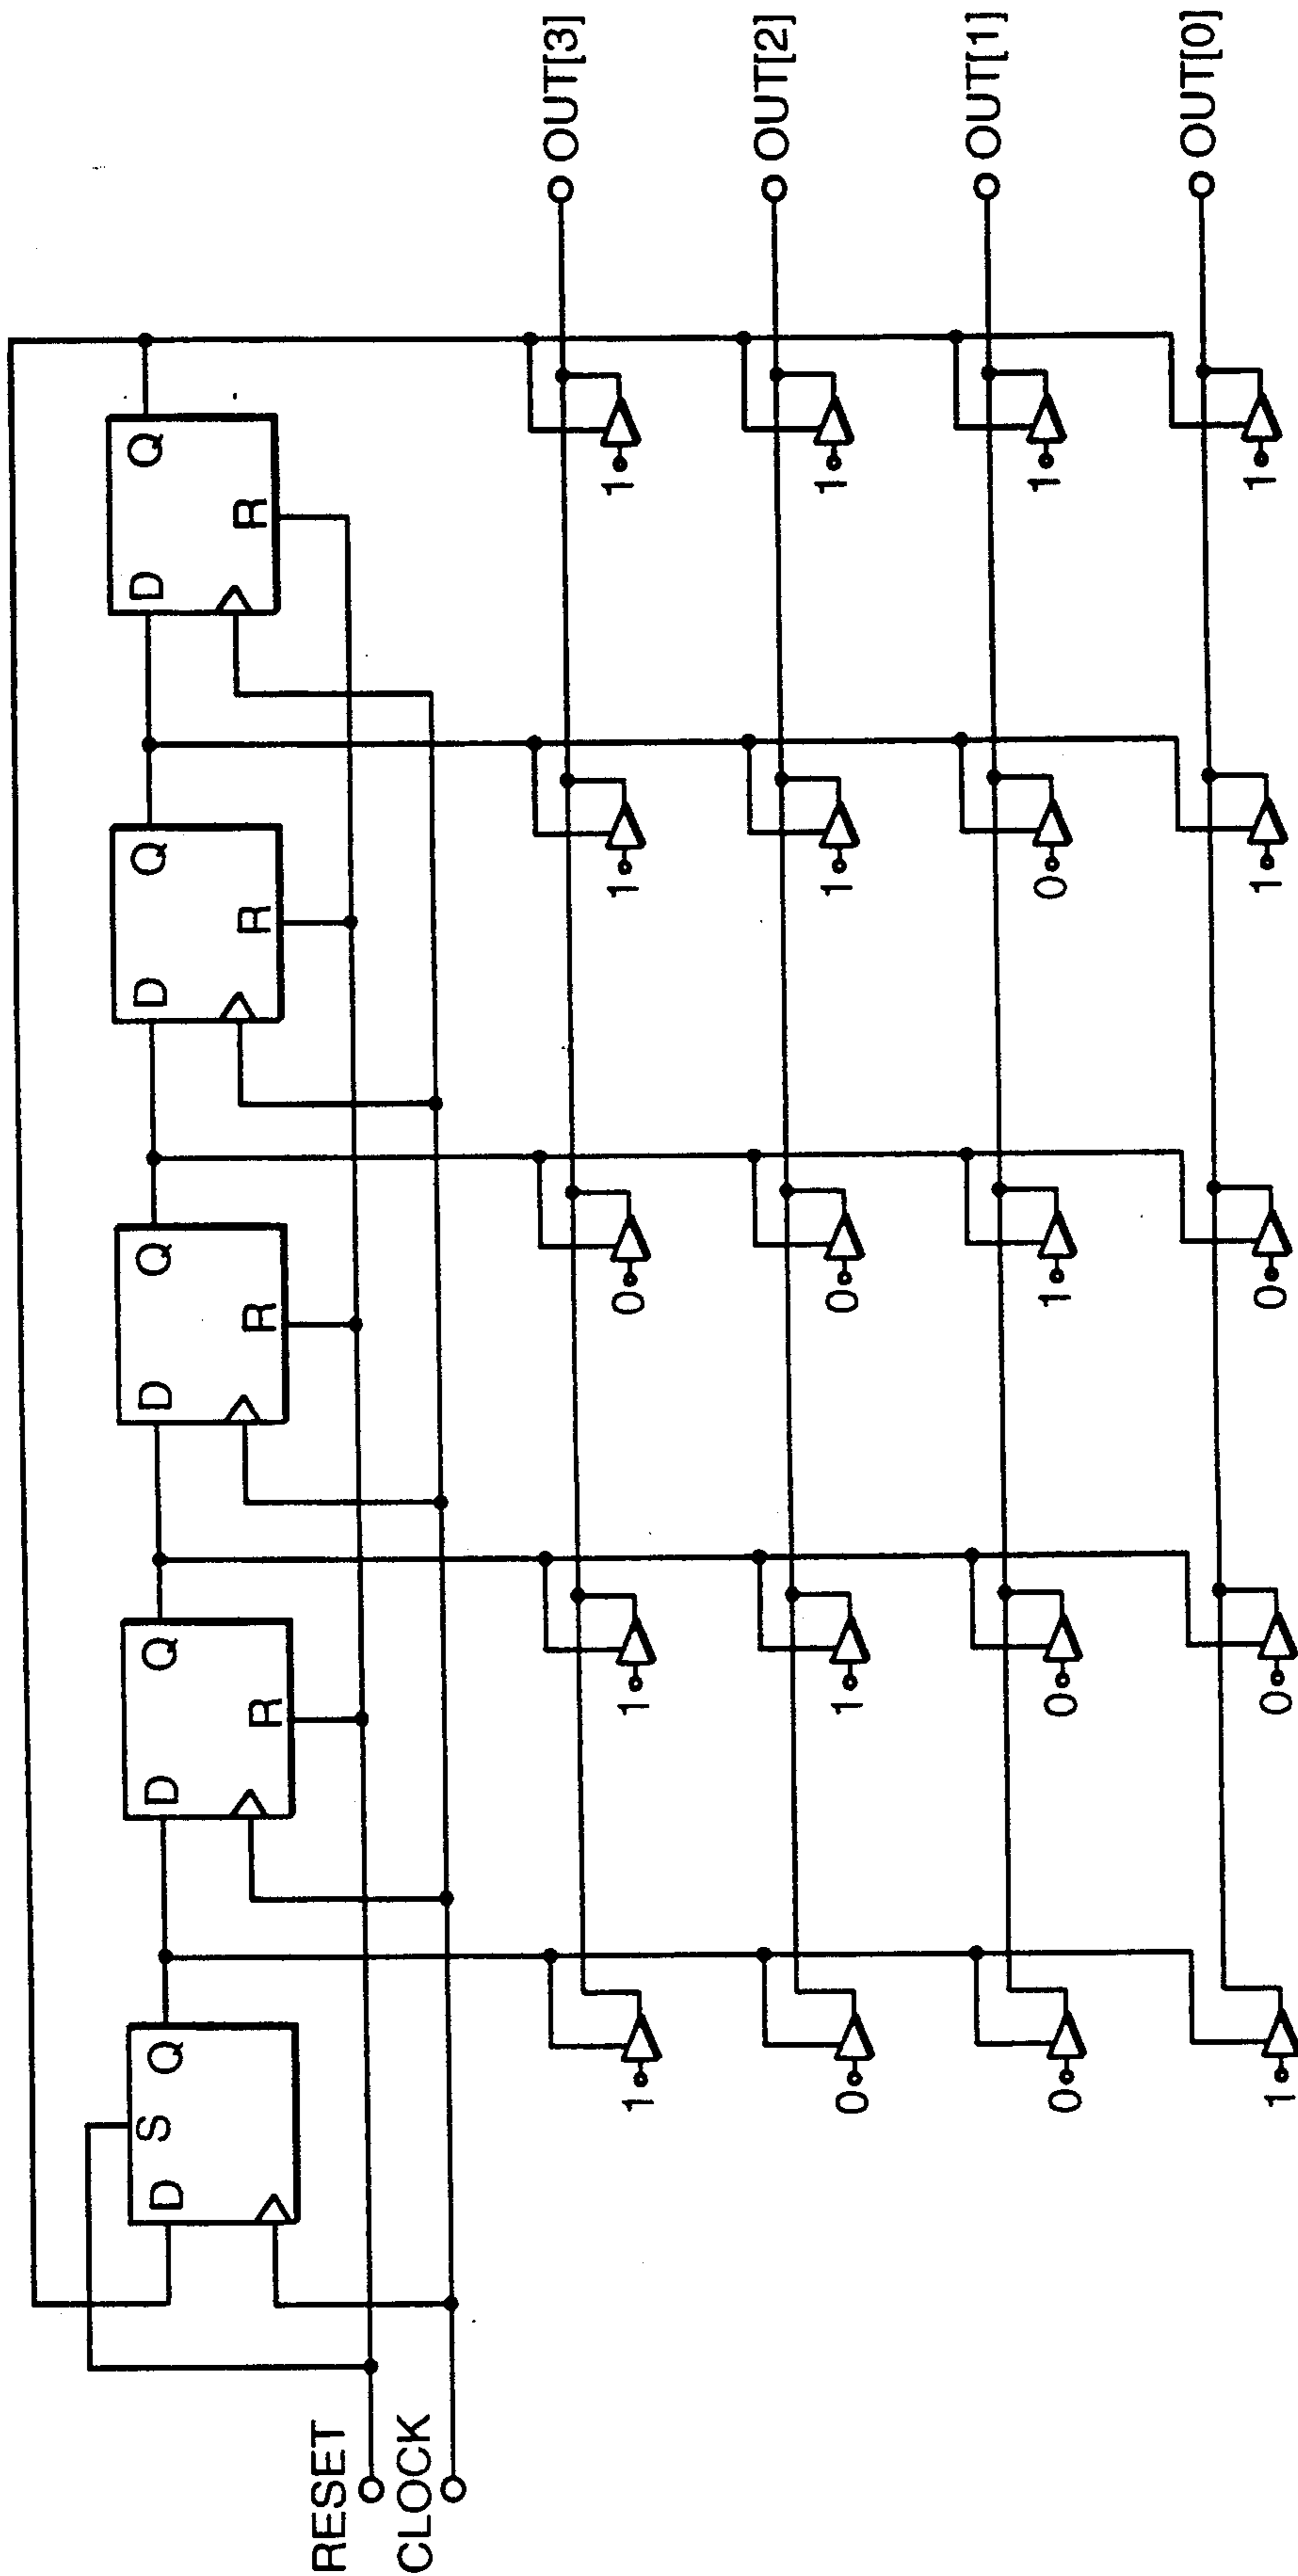 D S Q D Q D Q D Q D Q
R R R R
RESET
CLOCK
OUT[3]
1 1 0 1 1
OUT[2]
0 1 0 1 1
OUT[1]
0 0 1 0 1
OUT[0]
1 0 0 1 1